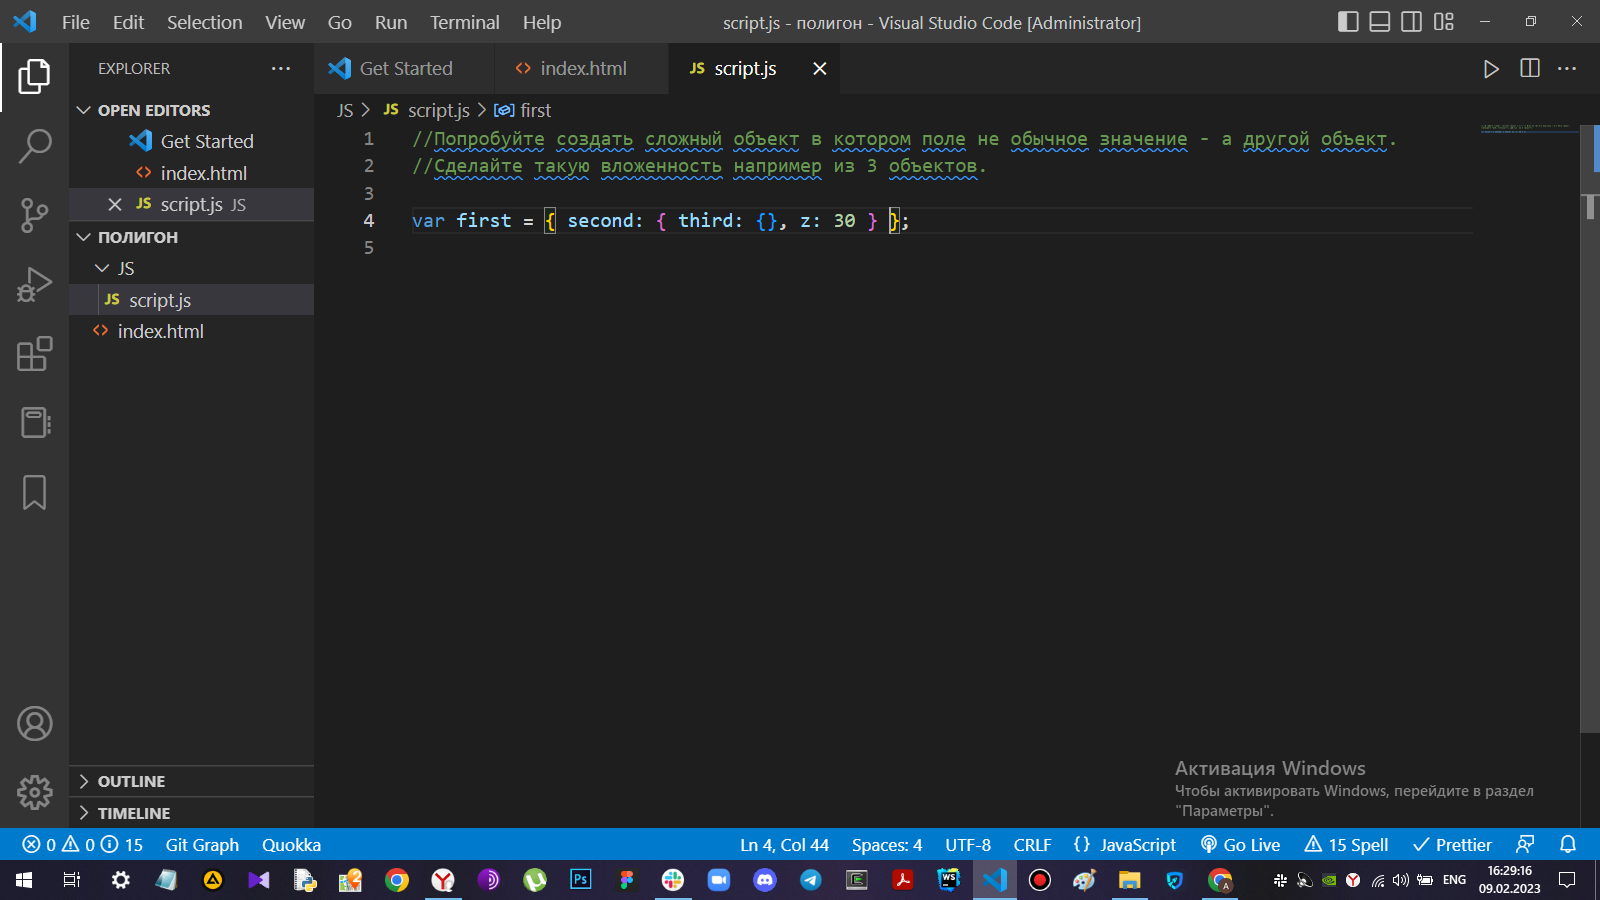 File Edit Selection View Go Run Terminal Help
script.js - полигон - Visual Studio Code [Administrator]
EXPLORER
OPEN EDITORS
Get Started
index.html
JS script.js JS
ПОЛИГОН
JS
JS script.js
index.html
OUTLINE
TIMELINE
Get Started
index.html
JS script.js
JS > JS script.js > first
1 //Попробуйте создать сложный объект в котором поле не обычное значение - а другой объект.
2 //Сделайте такую вложенность например из 3 объектов.
3
4 var first = { second: { third: {}, z: 30 } };
5
Активация Windows
Чтобы активировать Windows, перейдите в раздел
"Параметры".
0 0 15 Git Graph Quokka Ln 4, Col 44 Spaces: 4 UTF-8 CRLF {} JavaScript Go Live 15 Spell Prettier
Ps WS A ENG 16:29:16
09.02.2023